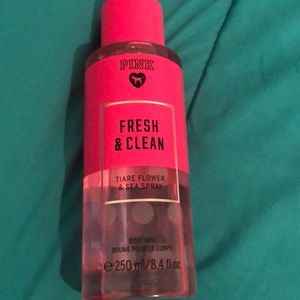 PINK
FRESH
& CLEAN
TIARE FLOWER
& SEA SPRAY
BODY MIST
BRUME POUR LE CORPS
e 250 ml/8.4 fl oz